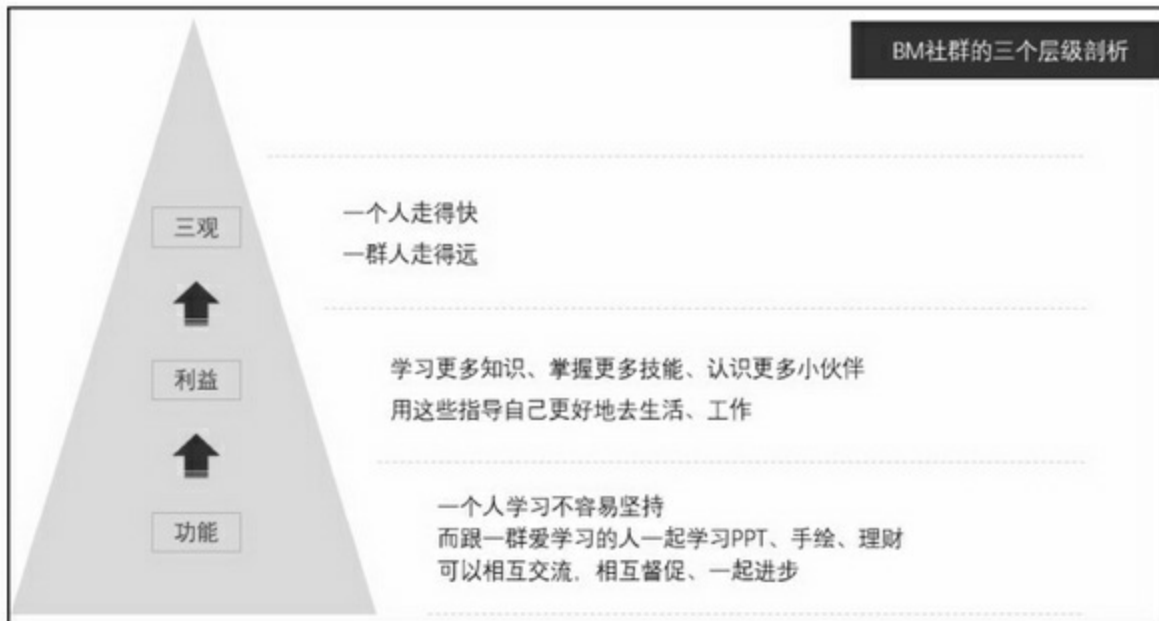 BM社群的三个层级剖析
三观
一个人走得快
一群人走得远
利益
学习更多知识、掌握更多技能、认识更多小伙伴
用这些指导自己更好地去生活、工作
功能
一个人学习不容易坚持
而跟一群爱学习的人一起学习PPT、手绘、理财
可以相互交流，相互督促、一起进步